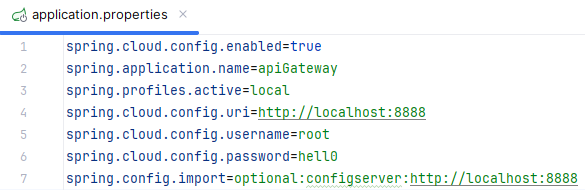 application.properties
1 spring.cloud.config.enabled=true
2 spring.application.name=apiGateway
3 spring.profiles.active=local
4 spring.cloud.config.uri=http://localhost:8888
5 spring.cloud.config.username=root
6 spring.cloud.config.password=hell0
7 spring.config.import=optional:configserver:http://localhost:8888